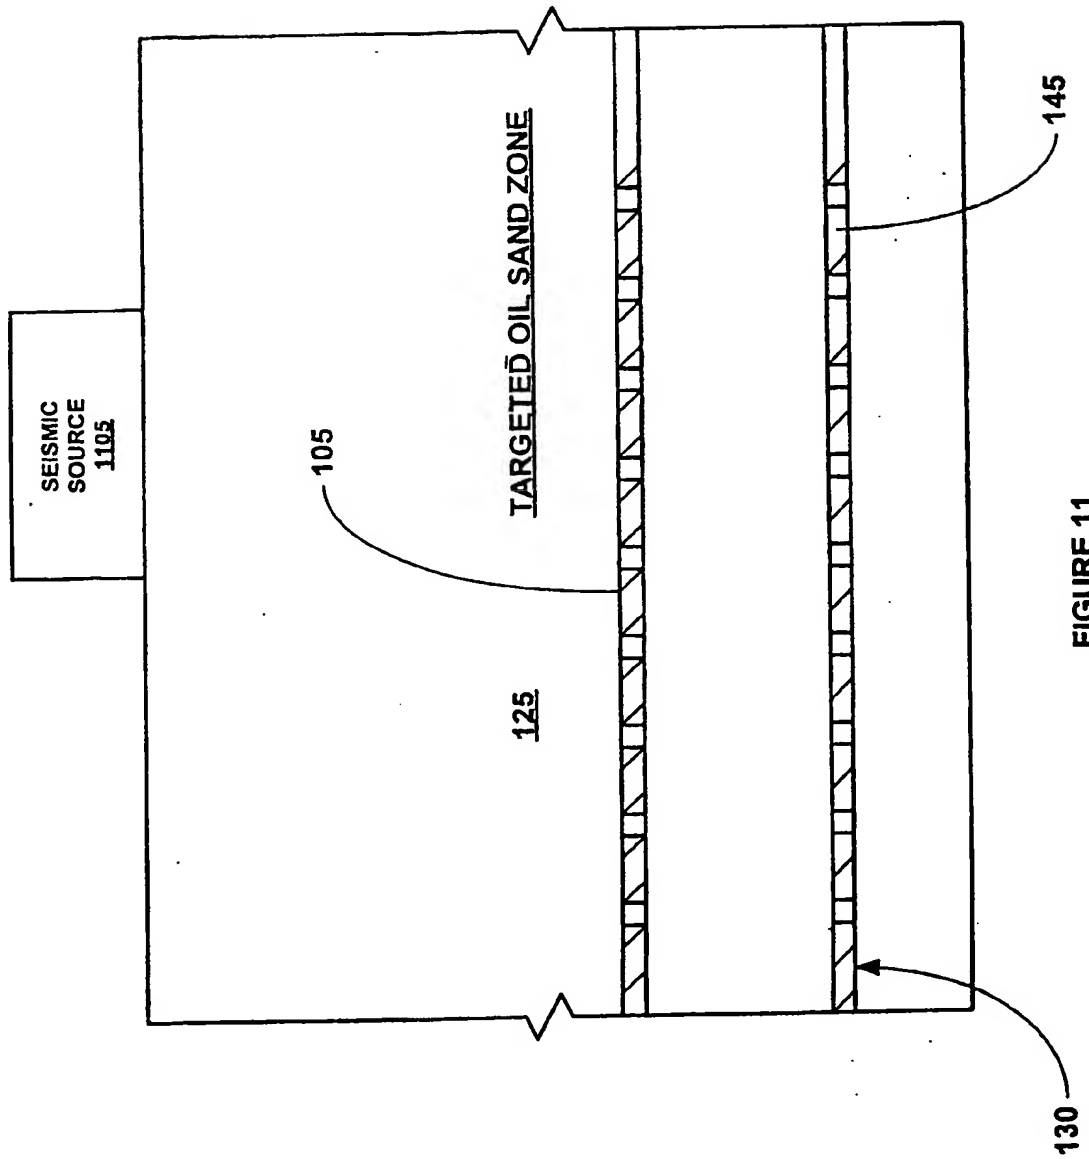 SEISMIC
SOURCE
1105
105
125
TARGETED OIL SAND ZONE
145
130
FIGURE 11